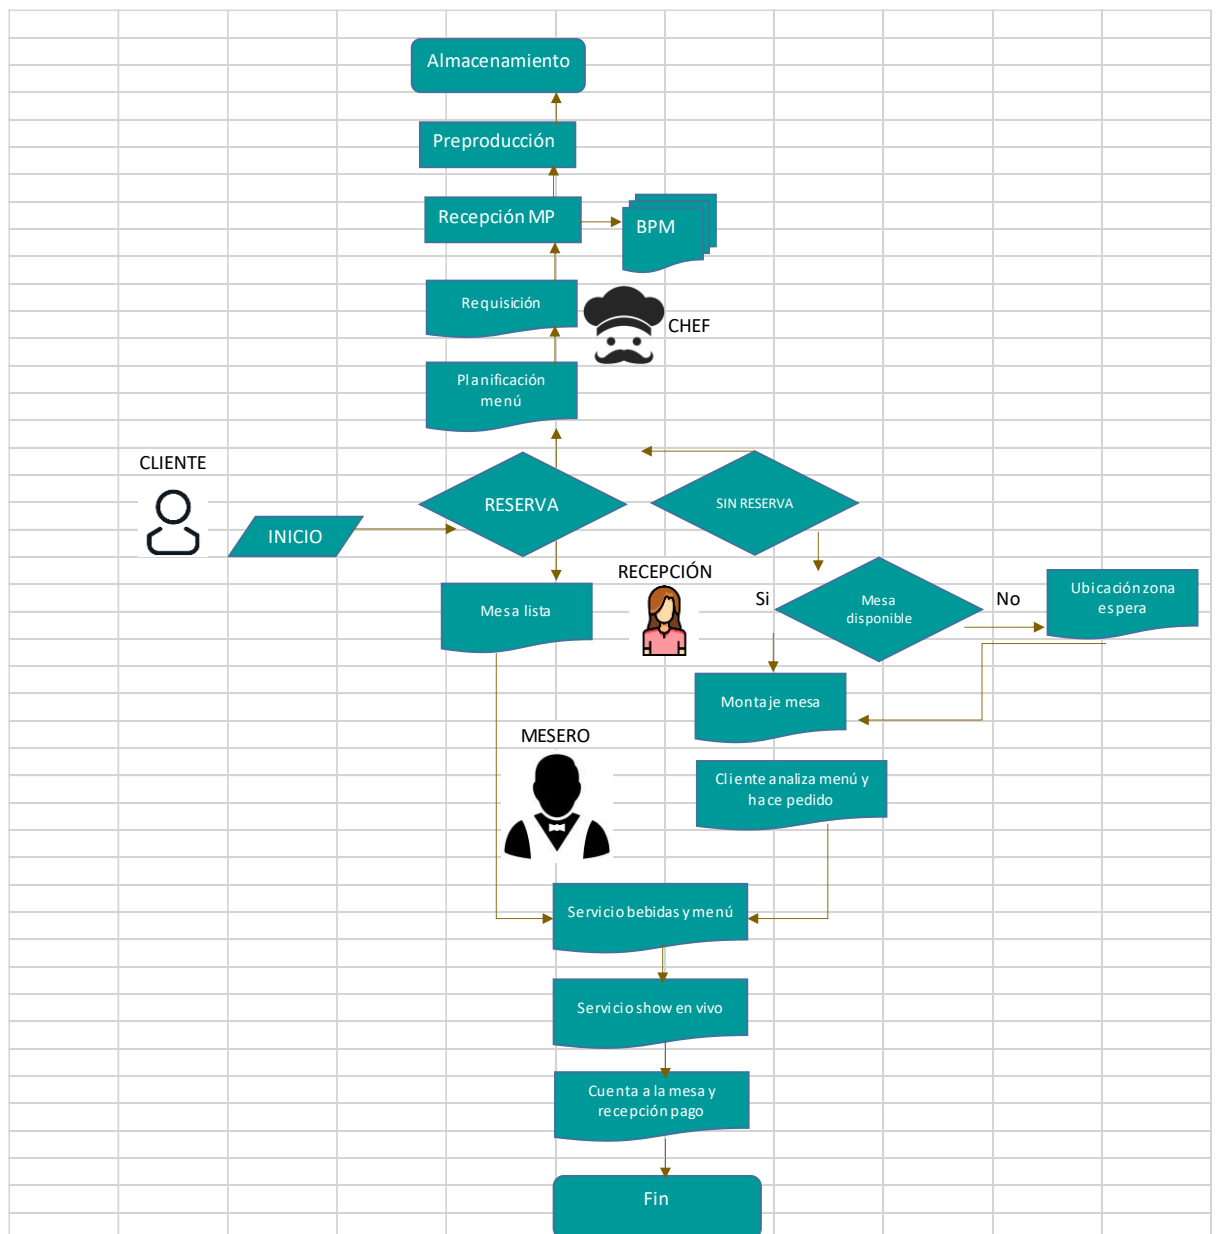 Almacenamiento
Preproducción
Recepción MP
BPM
Requisición
CHEF
Planificación
menú
CLIENTE
RESERVA
SIN RESERVA
INICIO
RECEPCIÓN
Mesa lista
Si
Mesa
disponible
No
Ubicación zona
espera
Montaje mesa
MESERO
Cliente analiza menú y
hace pedido
Servicio bebidas y menú
Servicio show en vivo
Cuenta a la mesa y
recepción pago
Fin